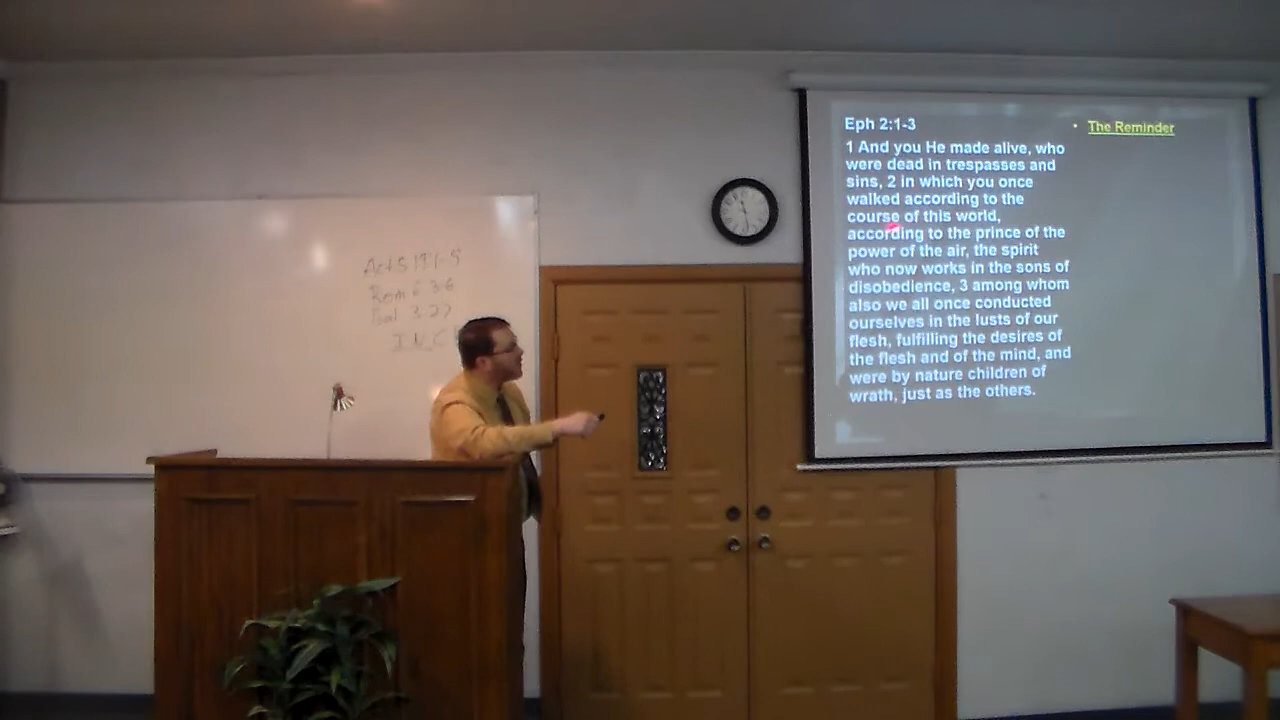 Acts 19:1-5
Rom 6 3-6
Gal 3.27
Eph 2:1-3
1 And you He made alive, who
were dead in trespasses and
sins, 2 in which you once
walked according to the
course of this world,
according to the prince of the
power of the air, the spirit
who now works in the sons of
disobedience, 3 among whom
also we all once conducted
ourselves in the lusts of our
flesh, fulfilling the desires of
the flesh and of the mind, and
were by nature children of
wrath, just as the others.
• The Reminder